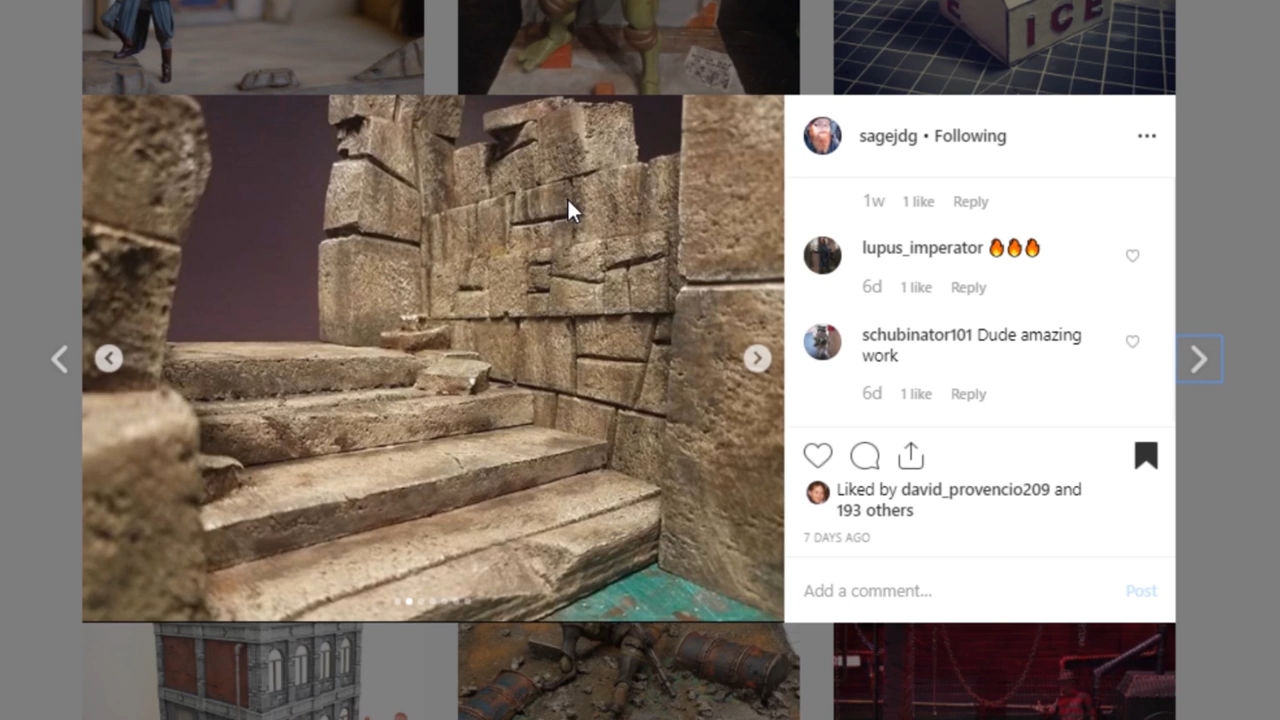 ICE
sagejdg • Following
1w 1 like Reply
lupus_imperator 🔥🔥🔥
6d 1 like Reply
schubinator101 Dude amazing
work
6d 1 like Reply
Liked by david_provencio209 and
193 others
7 DAYS AGO
Add a comment... Post